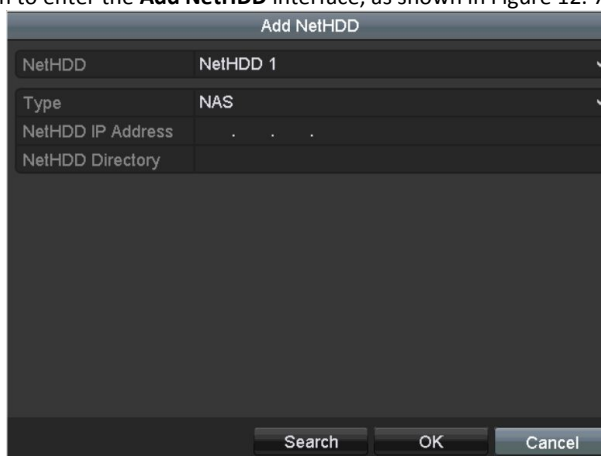 to enter the Add NetHDD interface, as shown in Figure 12.
Add NetHDD
NetHDD NetHDD 1
Type NAS
NetHDD IP Address . . .
NetHDD Directory
Search OK Cancel